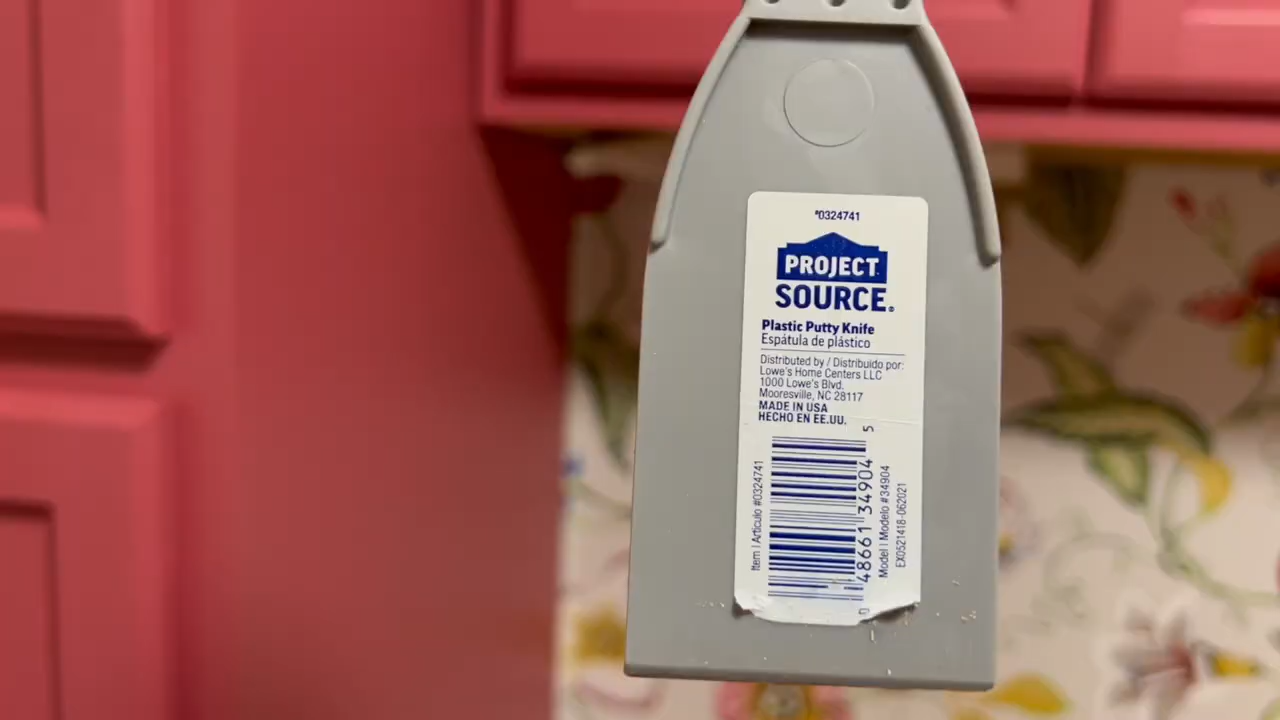 #0324741
PROJECT
SOURCE®
Plastic Putty Knife
Espátula de plástico
Distributed by / Distribuido por:
Lowe's Home Centers LLC
1000 Lowe's Blvd.
Mooresville, NC 28117
MADE IN USA
HECHO EN EE.UU.
Item | Artículo #0324741
0 48661 34904 5
Model | Modelo #34904
EX0521418-062021